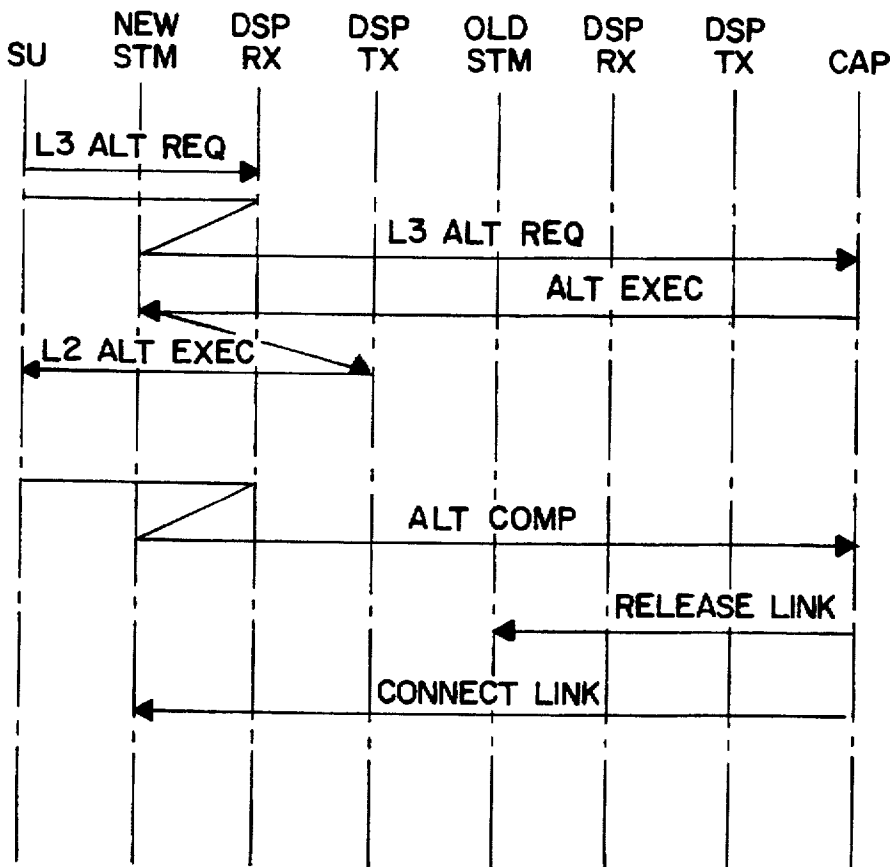 SU
NEW STM
DSP RX
DSP TX
OLD STM
DSP RX
DSP TX
CAP
L3 ALT REQ
L3 ALT REQ
ALT EXEC
L2 ALT EXEC
ALT COMP
RELEASE LINK
CONNECT LINK